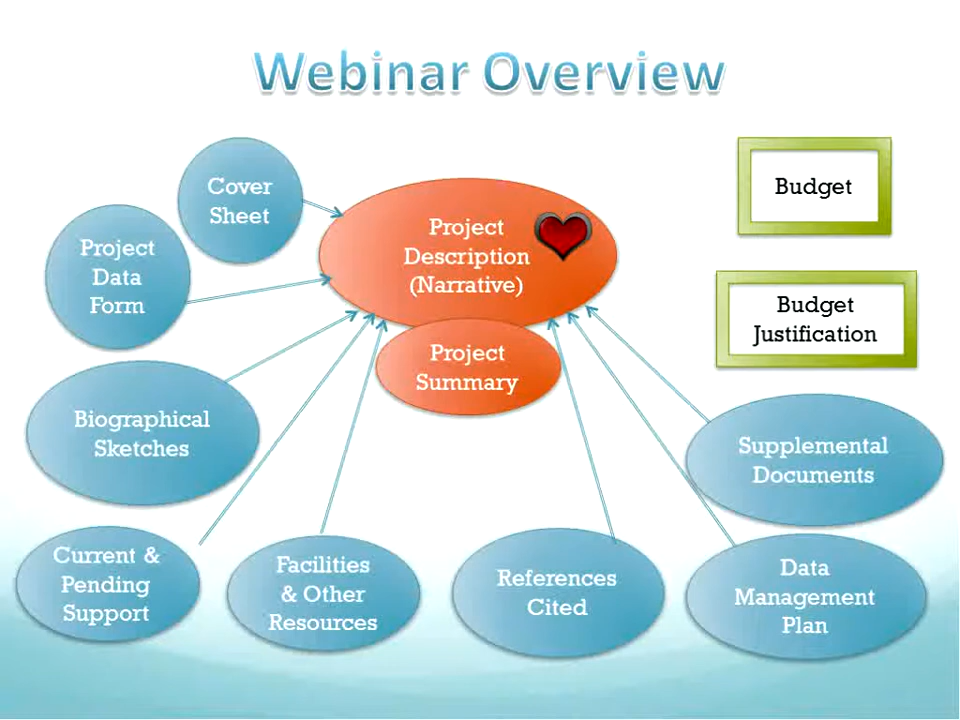 Webinar Overview
Cover
Sheet
Project
Data
Form
Project
Description
(Narrative)
Project
Summary
Budget
Budget
Justification
Biographical
Sketches
Supplemental
Documents
Current &
Pending
Support
Facilities
& Other
Resources
References
Cited
Data
Management
Plan